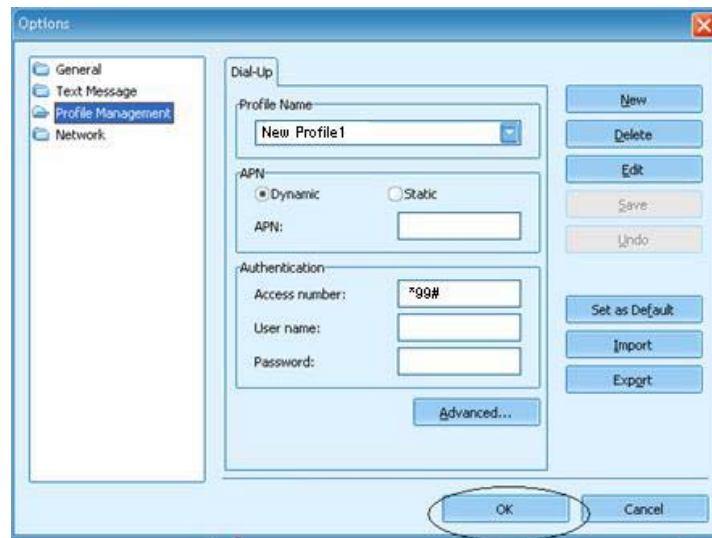 Options
General
Text Message
Profile Management
Network
Dial-Up
Profile Name
New Profile1
APN
Dynamic
Static
APN:
Authentication
Access number:
*99#
User name:
Password:
Advanced...
New
Delete
Edit
Save
Undo
Set as Default
Import
Export
OK
Cancel